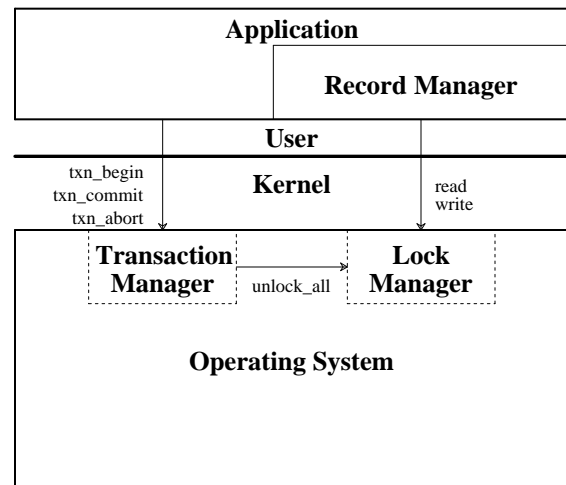 Application
Record Manager
User
Kernel
txn_begin
txn_commit
txn_abort
read
write
Transaction
Manager
unlock_all
Lock
Manager
Operating System